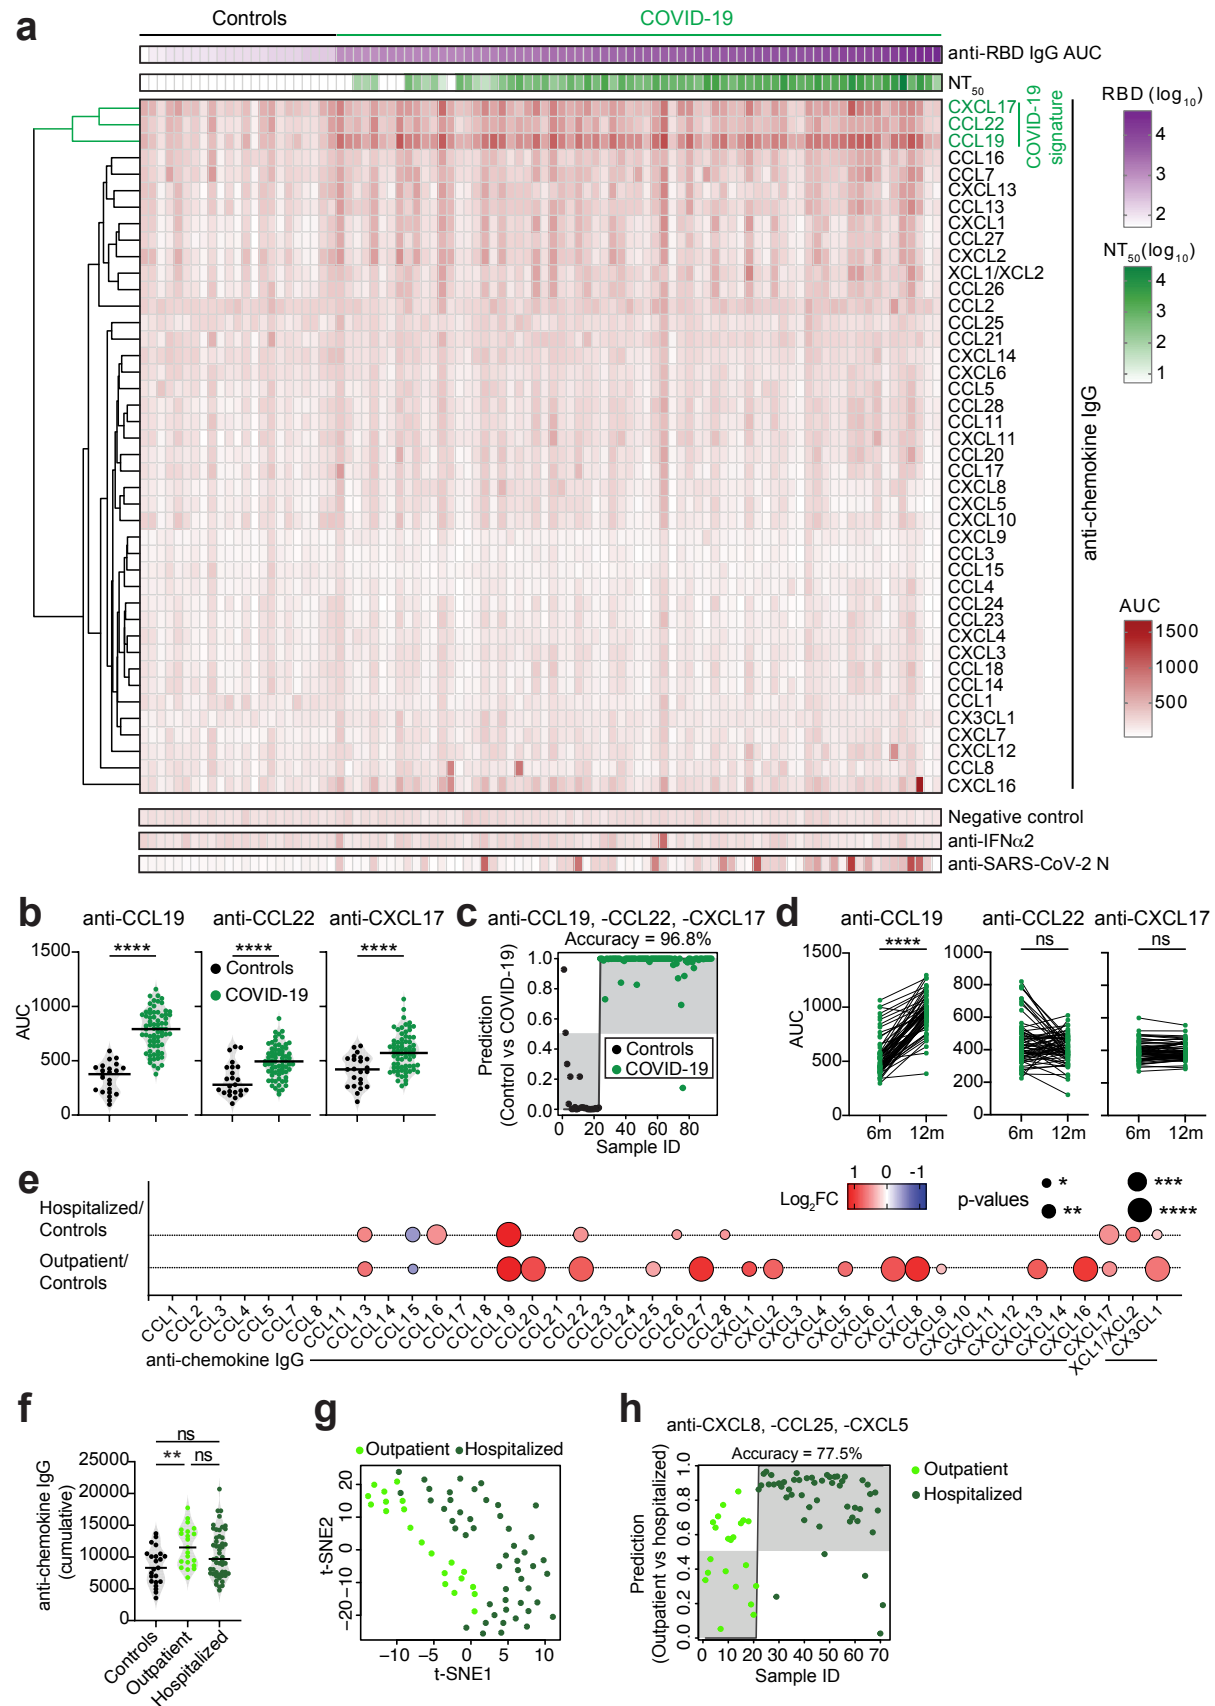 a
Controls
COVID-19
anti-RBD IgG AUC
NT50
CXCL17
CCL22
CCL19
COVID-19
signature
CCL16
CCL7
CXCL13
CCL13
CXCL1
CCL27
CXCL2
XCL1/XCL2
CCL26
CCL2
CCL25
CCL21
CXCL14
CXCL6
CCL5
CCL28
CCL11
CXCL11
CCL20
CCL17
CXCL8
CXCL5
CXCL10
CXCL9
CCL3
CCL15
CCL4
CCL24
CCL23
CXCL4
CXCL3
CCL18
CCL14
CCL1
CX3CL1
CXCL7
CXCL12
CCL8
CXCL16
anti-chemokine IgG
Negative control
anti-IFNα2
anti-SARS-CoV-2 N
RBD (log10)
4
3
2
NT50(log10)
4
3
2
1
AUC
1500
1000
500
b
anti-CCL19
anti-CCL22
anti-CXCL17
****
****
****
Controls
COVID-19
AUC
1500
1000
500
0
c
anti-CCL19, -CCL22, -CXCL17
Accuracy = 96.8%
Prediction
(Control vs COVID-19)
1.0
0.8
0.6
0.4
0.2
0.0
Controls
COVID-19
0 20 40 60 80
Sample ID
d
anti-CCL19
anti-CCL22
anti-CXCL17
****
ns
ns
AUC
1500
1000
500
0
1000
800
600
400
200
0
6m 12m
6m 12m
6m 12m
e
Log2FC
1 0 -1
p-values
*
**
***
****
Hospitalized/
Controls
Outpatient/
Controls
CCL1
CCL2
CCL3
CCL4
CCL5
CCL7
CCL8
CCL11
CCL13
CCL14
CCL15
CCL16
CCL17
CCL18
CCL19
CCL20
CCL21
CCL22
CCL23
CCL24
CCL25
CCL26
CCL27
CCL28
CXCL1
CXCL2
CXCL3
CXCL4
CXCL5
CXCL6
CXCL7
CXCL8
CXCL9
CXCL10
CXCL11
CXCL12
CXCL13
CXCL14
CXCL16
CXCL17
XCL1/XCL2
CX3CL1
anti-chemokine IgG
f
ns
** ns
anti-chemokine IgG
(cumulative)
25000
20000
15000
10000
5000
0
Controls
Outpatient
Hospitalized
g
Outpatient
Hospitalized
t-SNE2
20
10
0
−10
−20
−10 −5 0 5 10
t-SNE1
h
anti-CXCL8, -CCL25, -CXCL5
Accuracy = 77.5%
Prediction
(Outpatient vs hospitalized)
1.0
0.8
0.6
0.4
0.2
0.0
0 10 20 30 40 50 60 70
Sample ID
Outpatient
Hospitalized